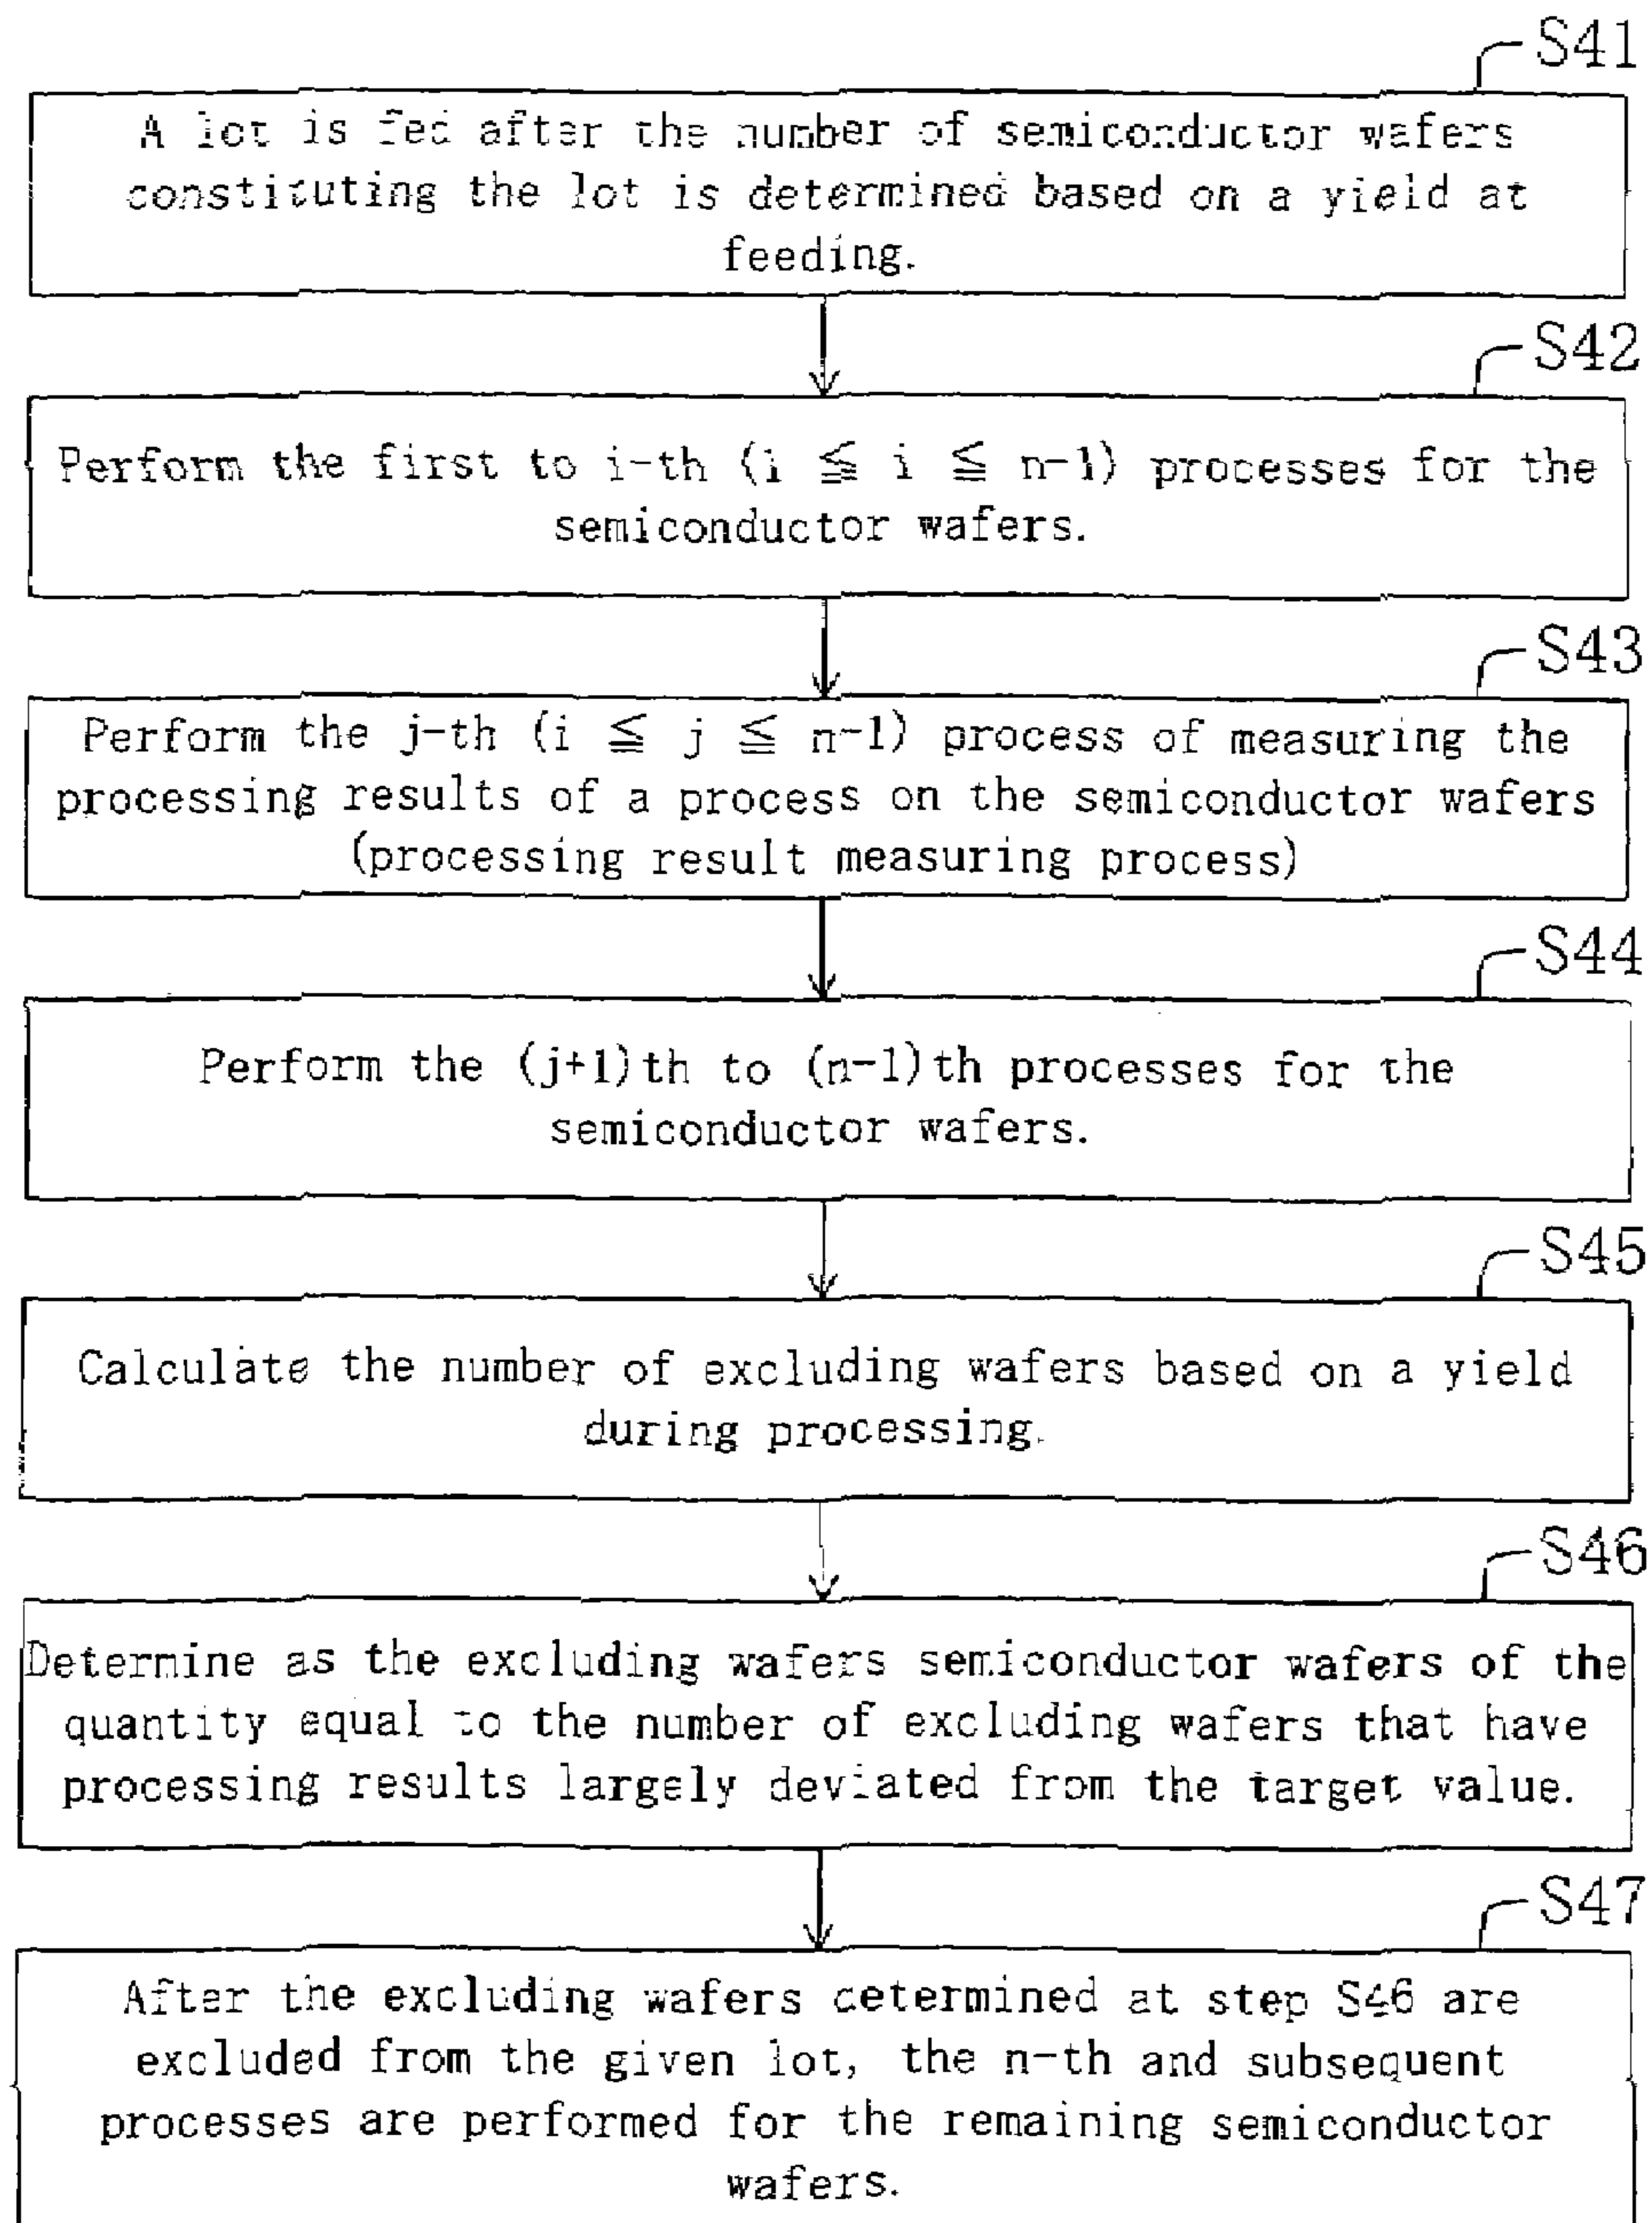 S41
A lot is fed after the number of semiconductor wafers
constituting the lot is determined based on a yield at
feeding.
S42
Perform the first to i-th (i ≦ i ≦ n-1) processes for the
semiconductor wafers.
S43
Perform the j-th (i ≦ j ≦ n-1) process of measuring the
processing results of a process on the semiconductor wafers
(processing result measuring process)
S44
Perform the (j+1)th to (n-1)th processes for the
semiconductor wafers.
S45
Calculate the number of excluding wafers based on a yield
during processing.
S46
Determine as the excluding wafers semiconductor wafers of the
quantity equal to the number of excluding wafers that have
processing results largely deviated from the target value.
S47
After the excluding wafers determined at step S46 are
excluded from the given lot, the n-th and subsequent
processes are performed for the remaining semiconductor
wafers.